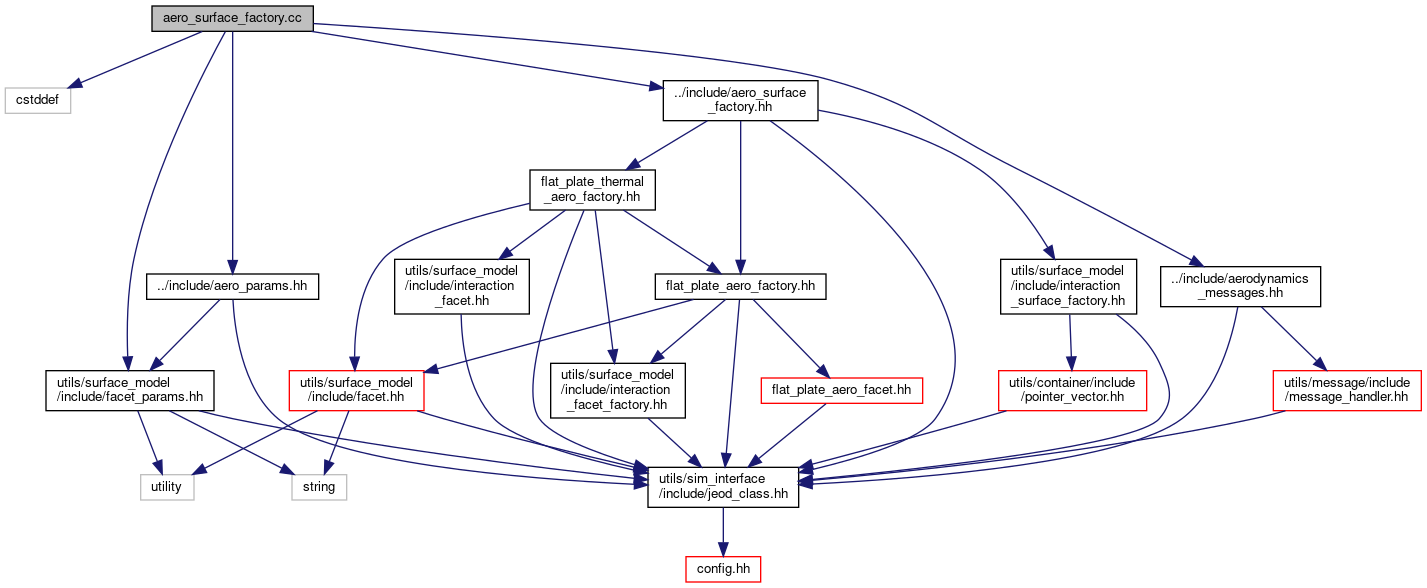 aero_surface_factory.cc
cstddef
../include/aero_surface
_factory.hh
flat_plate_thermal
_aero_factory.hh
utils/surface_model
/include/interaction
_facet.hh
flat_plate_aero_factory.hh
utils/surface_model
/include/interaction
_surface_factory.hh
../include/aerodynamics
_messages.hh
../include/aero_params.hh
utils/surface_model
/include/facet_params.hh
utils/surface_model
/include/facet.hh
utils/surface_model
/include/interaction
_facet_factory.hh
flat_plate_aero_facet.hh
utils/container/include
/pointer_vector.hh
utils/message/include
/message_handler.hh
utility
string
utils/sim_interface
/include/jeod_class.hh
config.hh